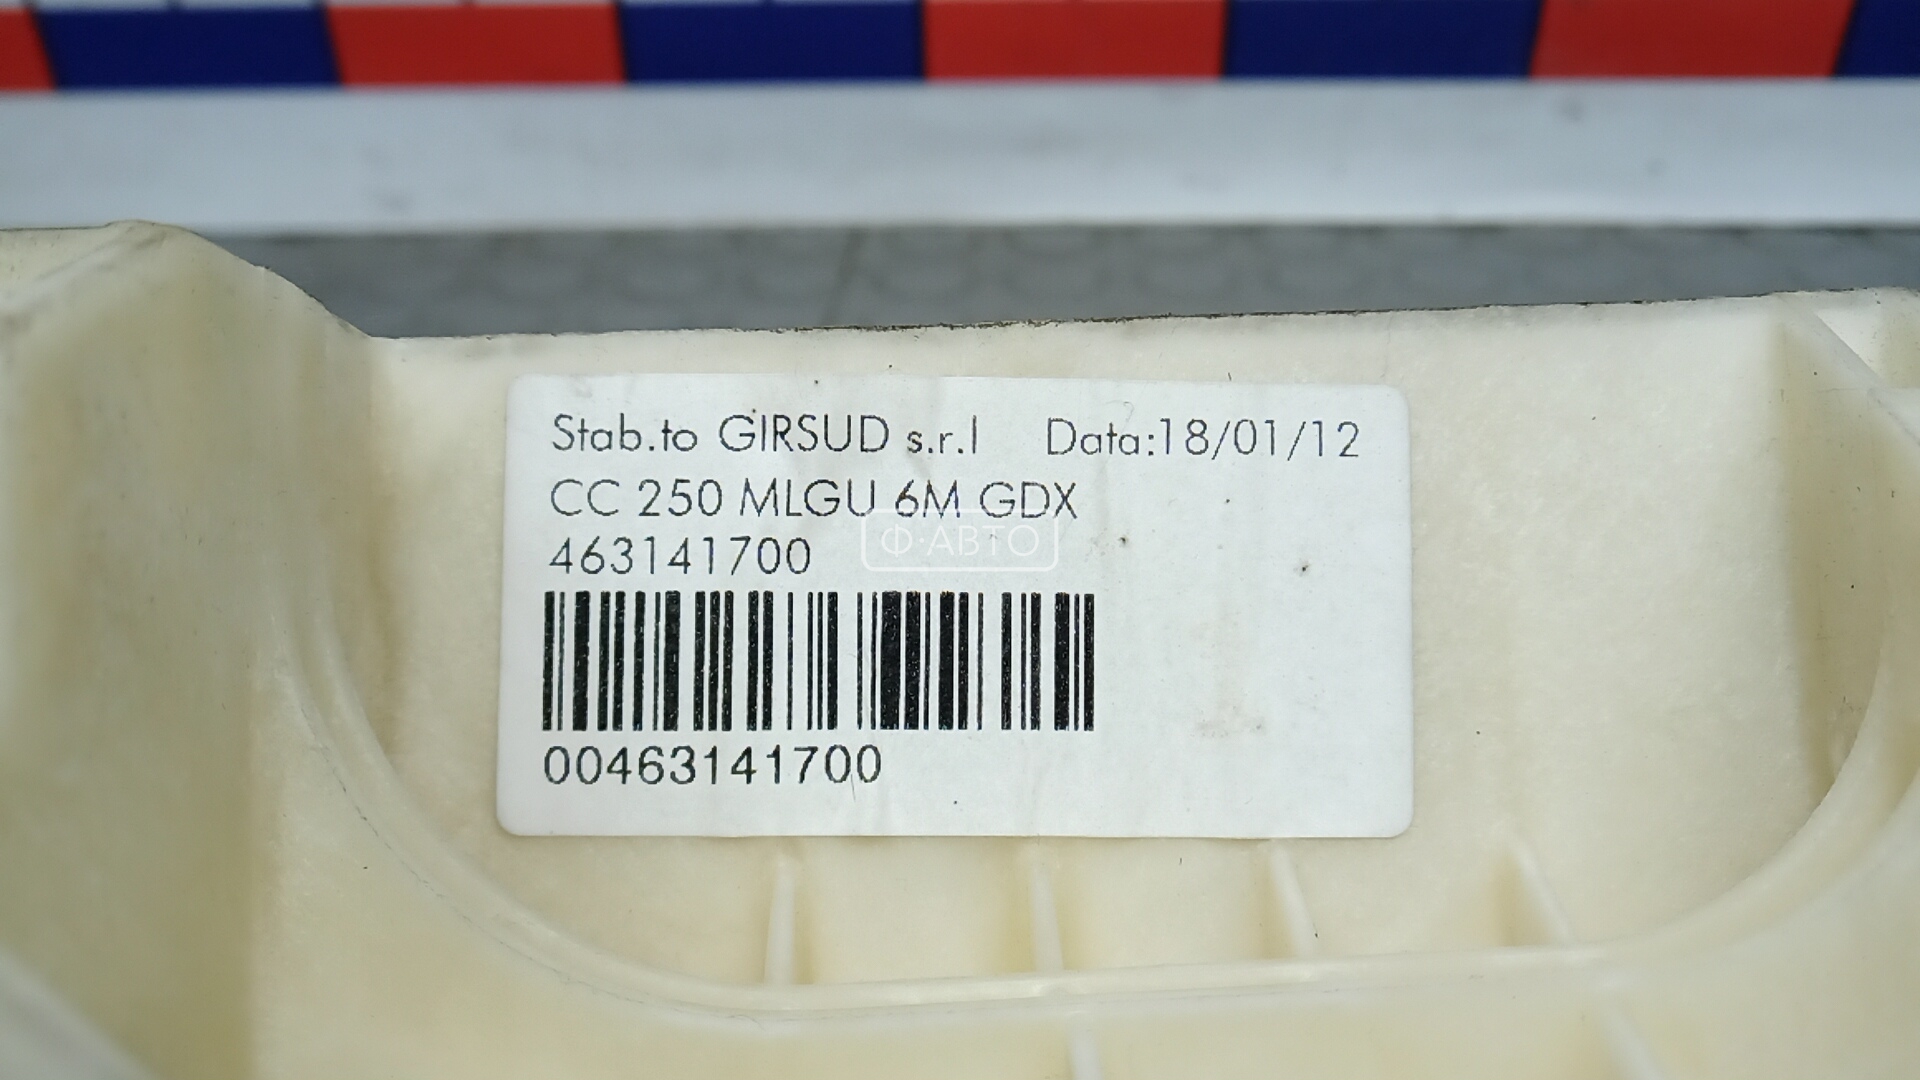 Stab.to GIRSUD s.r.l Data:18/01/12
CC 250 MLGU 6M GDX
Ф·АВТО
463141700
00463141700